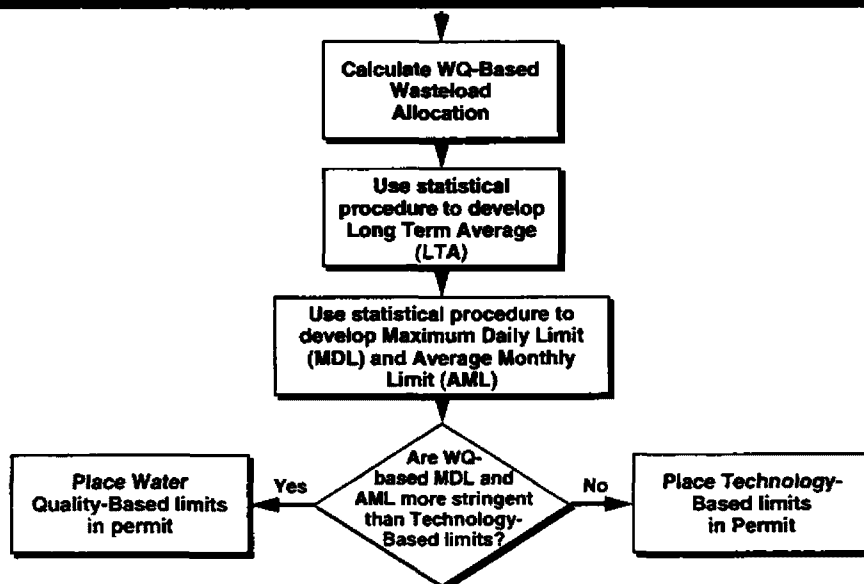 Calculate WQ-Based
Wasteload
Allocation
Use statistical
procedure to develop
Long Term Average
(LTA)
Use statistical procedure to
develop Maximum Daily Limit
(MDL) and Average Monthly
Limit (AML)
Are WQ-
based MDL and
AML more stringent
than Technology-
Based limits?
Yes
Place Water
Quality-Based limits
in permit
No
Place Technology-
Based limits
in Permit